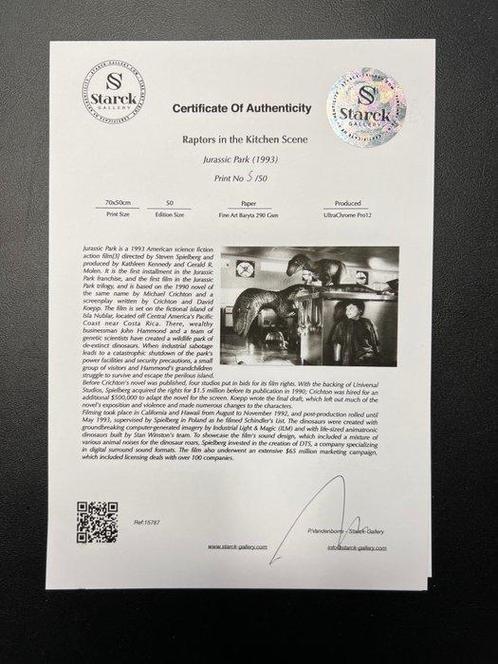 STARCK-GALLERY.COM
SS
Starck
GALLERY
Certificate Of Authenticity
SS
Starck
GALLERY
Raptors in the Kitchen Scene
Jurassic Park (1993)
Print No 5 /50
70x50cm 50 Paper Produced
Print Size Edition Size Fine Art Baryta 290 Gsm UltraChrome Pro12
Jurassic Park is a 1993 American science fiction
action film[3] directed by Steven Spielberg and
produced by Kathleen Kennedy and Gerald R.
Molen. It is the first installment in the Jurassic
Park franchise, and the first film in the Jurassic
Park trilogy, and is based on the 1990 novel of
the same name by Michael Crichton and a
screenplay written by Crichton and David
Koepp. The film is set on the fictional island of
Isla Nublar, located off Central America's Pacific
Coast near Costa Rica. There, wealthy
businessman John Hammond and a team of
genetic scientists have created a wildlife park of
de-extinct dinosaurs. When industrial sabotage
leads to a catastrophic shutdown of the park's
power facilities and security precautions, a small
group of visitors and Hammond's grandchildren
struggle to survive and escape the perilous island.
Before Crichton's novel was published, four studios put in bids for its film rights. With the backing of Universal
Studios, Spielberg acquired the rights for $1.5 million before its publication in 1990; Crichton was hired for an
additional $500,000 to adapt the novel for the screen. Koepp wrote the final draft, which left out much of the
novel's exposition and violence and made numerous changes to the characters.
Filming took place in California and Hawaii from August to November 1992, and post-production rolled until
May 1993, supervised by Spielberg in Poland as he filmed Schindler's List. The dinosaurs were created with
groundbreaking computer-generated imagery by Industrial Light & Magic (ILM) and with life-sized animatronic
dinosaurs built by Stan Winston's team. To showcase the film's sound design, which included a mixture of
various animal noises for the dinosaur roars, Spielberg invested in the creation of DTS, a company specializing
in digital surround sound formats. The film also underwent an extensive $65 million marketing campaign,
which included licensing deals with over 100 companies.
Ref:15787
P.Vandenborre - Starck Gallery
www.starck-gallery.com info@starck-gallery.com